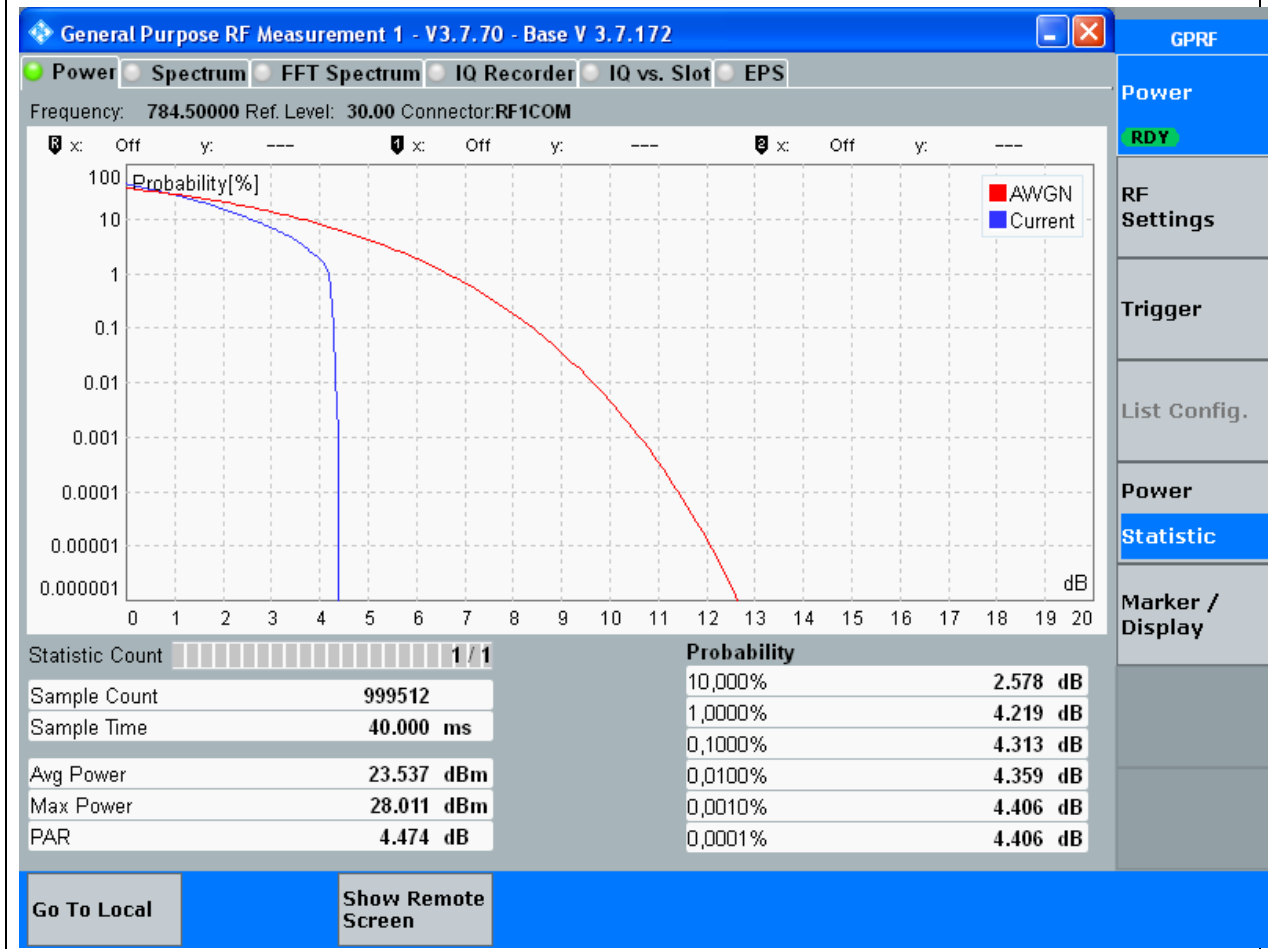 General Purpose RF Measurement 1 - V3.7.70 - Base V 3.7.172
GPRF
Power Spectrum FFT Spectrum IQ Recorder IQ vs. Slot EPS
Frequency: 784.50000 Ref. Level: 30.00 Connector:RF1COM
R x: Off y: --- 1 x: Off y: --- 2 x: Off y: ---
Probability[%]
AWGN
Current
100
10
1
0.1
0.01
0.001
0.0001
0.00001
0.000001
dB
0 1 2 3 4 5 6 7 8 9 10 11 12 13 14 15 16 17 18 19 20
Statistic Count 1 / 1
Sample Count 999512
Sample Time 40.000 ms
Avg Power 23.537 dBm
Max Power 28.011 dBm
PAR 4.474 dB
Probability
10,000% 2.578 dB
1,0000% 4.219 dB
0,1000% 4.313 dB
0,0100% 4.359 dB
0,0010% 4.406 dB
0,0001% 4.406 dB
Power
RDY
RF
Settings
Trigger
List Config.
Power
Statistic
Marker /
Display
Go To Local
Show Remote
Screen